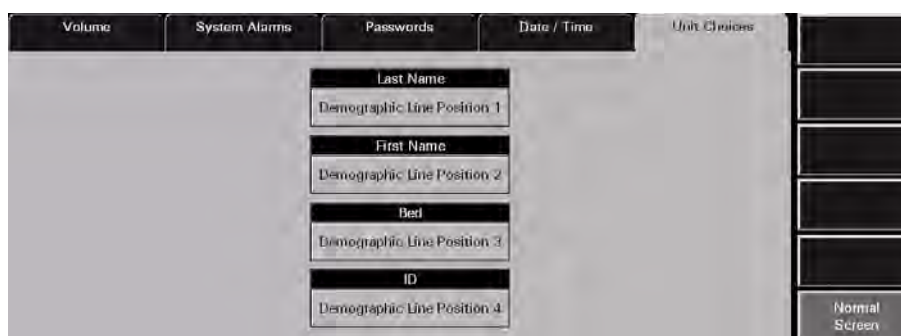 Volume
System Alarms
Passwords
Date / Time
Unit Choices
Last Name
Demographic Line Position 1
First Name
Demographic Line Position 2
Bed
Demographic Line Position 3
ID
Demographic Line Position 4
Normal
Screen